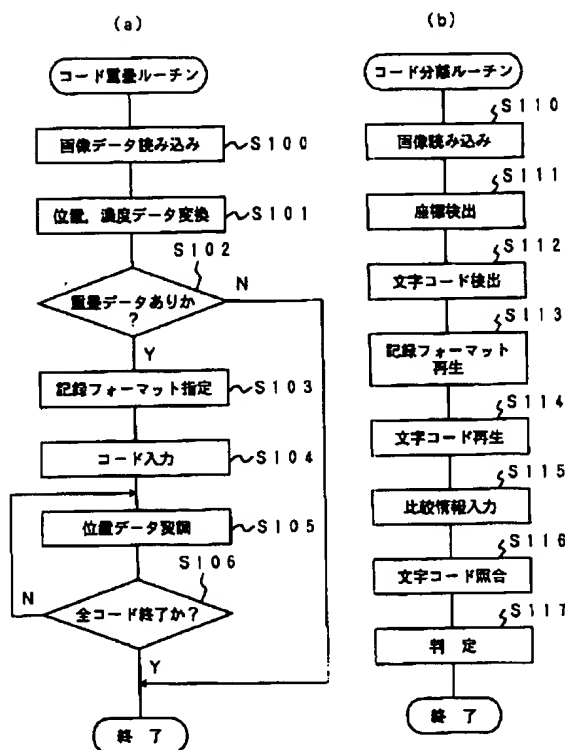 (a)
コード重畳ルーチン
画像データ読み込み
S100
位置，濃度データ変換
S101
S102
重畳データありか
?
N
Y
記録フォーマット指定
S103
コード入力
S104
位置データ変調
S105
S106
全コード終了か?
N
Y
終了
(b)
コード分離ルーチン
S110
画像読み込み
S111
座標検出
S112
文字コード検出
S113
記録フォーマット
再生
S114
文字コード再生
S115
比較情報入力
S116
文字コード照合
S117
判定
終了